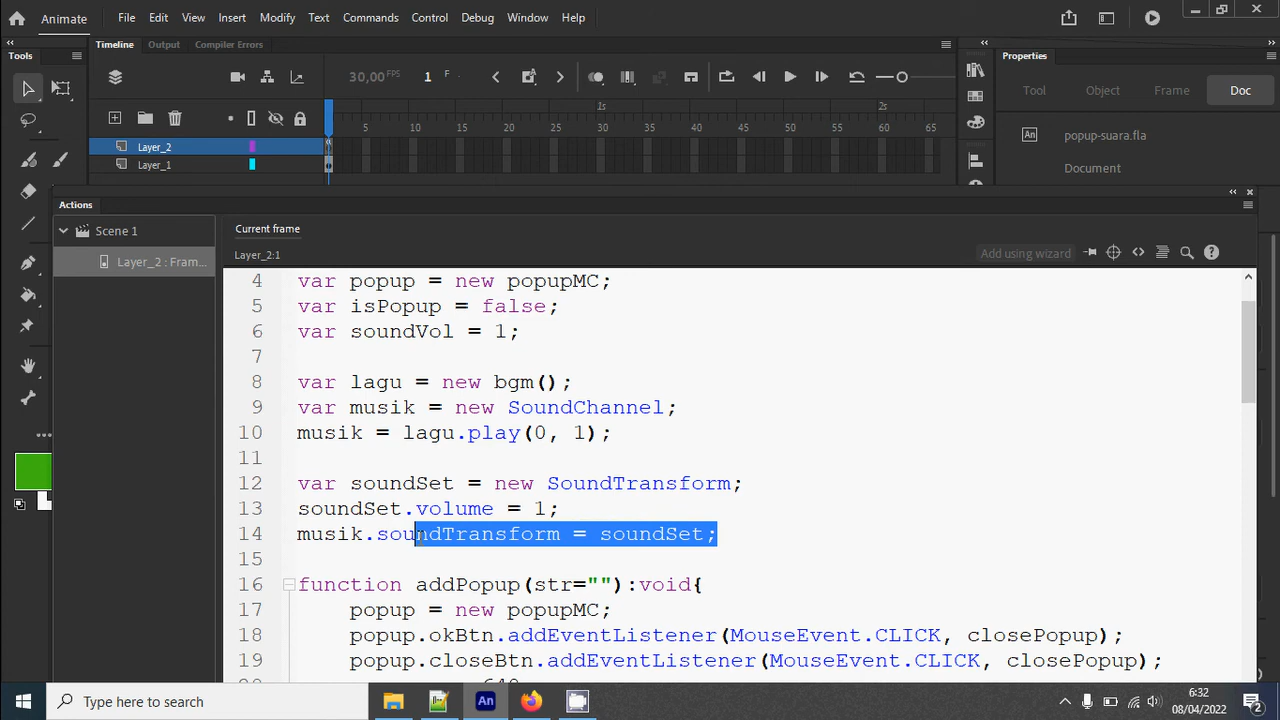 Animate File Edit View Insert Modify Text Commands Control Debug Window Help
Timeline Output Compiler Errors
Tools
30,00 FPS 1 F
1s 2s
5 10 15 20 25 30 35 40 45 50 55 60 65
Layer_2
Layer_1
Properties
Tool Object Frame Doc
An popup-suara.fla
Document
Actions
Scene 1
Layer_2 : Fram...
Current frame
Layer_2:1
Add using wizard
4 var popup = new popupMC;
5 var isPopup = false;
6 var soundVol = 1;
7
8 var lagu = new bgm();
9 var musik = new SoundChannel;
10 musik = lagu.play(0, 1);
11
12 var soundSet = new SoundTransform;
13 soundSet.volume = 1;
14 musik.soundTransform = soundSet;
15
16 function addPopup(str=""):void{
17 popup = new popupMC;
18 popup.okBtn.addEventListener(MouseEvent.CLICK, closePopup);
19 popup.closeBtn.addEventListener(MouseEvent.CLICK, closePopup);
Type here to search
An
6:32
08/04/2022
2